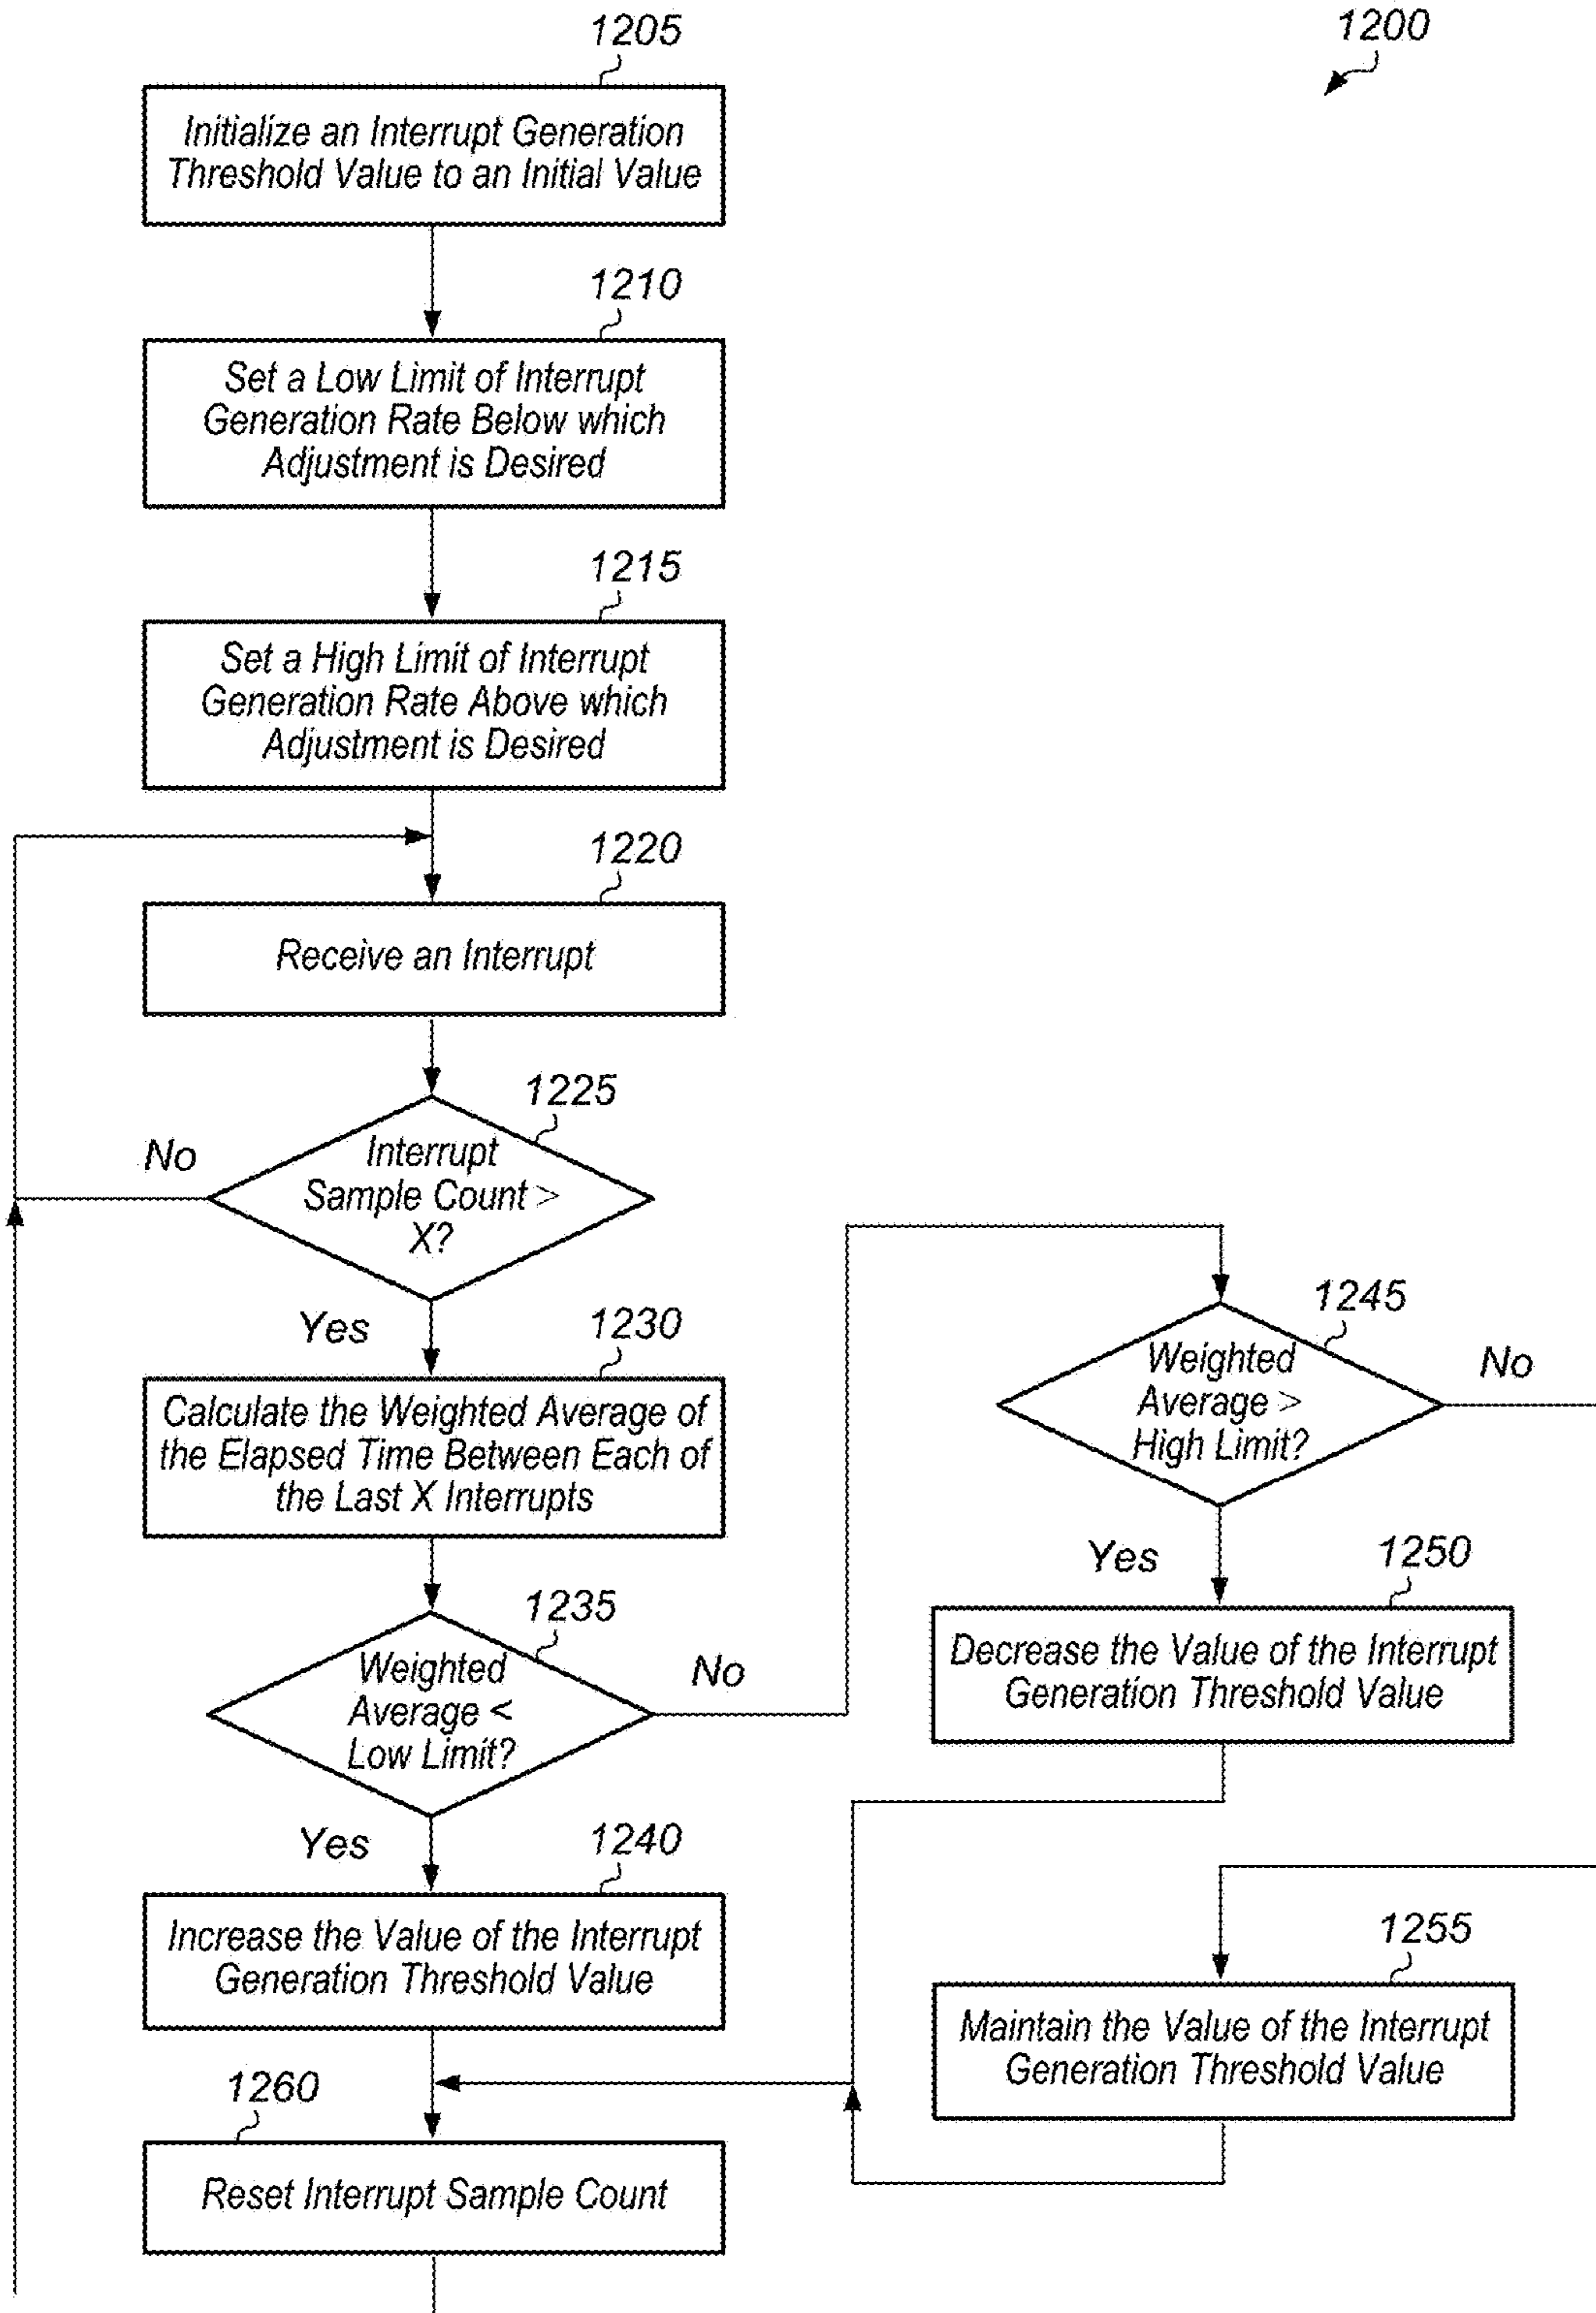 1200
1205
Initialize an Interrupt Generation
Threshold Value to an Initial Value
1210
Set a Low Limit of Interrupt
Generation Rate Below which
Adjustment is Desired
1215
Set a High Limit of Interrupt
Generation Rate Above which
Adjustment is Desired
1220
Receive an Interrupt
1225
Interrupt
Sample Count >
X?
No
Yes
1230
Calculate the Weighted Average of
the Elapsed Time Between Each of
the Last X Interrupts
1235
Weighted
Average <
Low Limit?
No
Yes
1240
Increase the Value of the Interrupt
Generation Threshold Value
1245
Weighted
Average >
High Limit?
No
Yes
1250
Decrease the Value of the Interrupt
Generation Threshold Value
1255
Maintain the Value of the Interrupt
Generation Threshold Value
1260
Reset Interrupt Sample Count